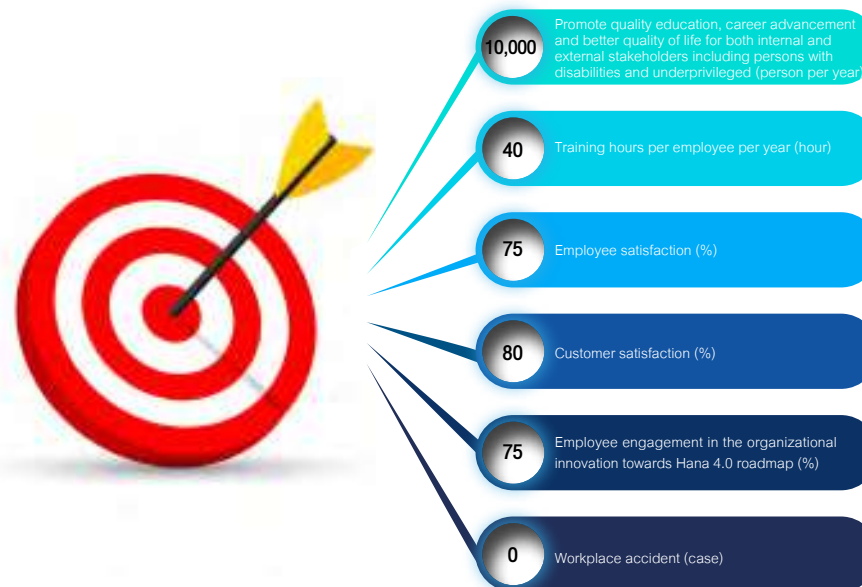 10,000
Promote quality education, career advancement
and better quality of life for both internal and
external stakeholders including persons with
disabilities and underprivileged (person per year)
40
Training hours per employee per year (hour)
75
Employee satisfaction (%)
80
Customer satisfaction (%)
75
Employee engagement in the organizational
innovation towards Hana 4.0 roadmap (%)
0
Workplace accident (case)